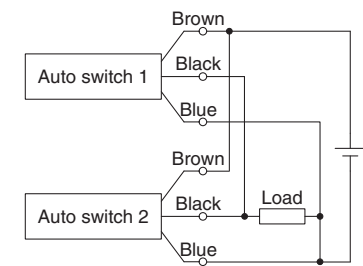 Brown
Auto switch 1
Black
Blue
Brown
Auto switch 2
Black
Load
Blue